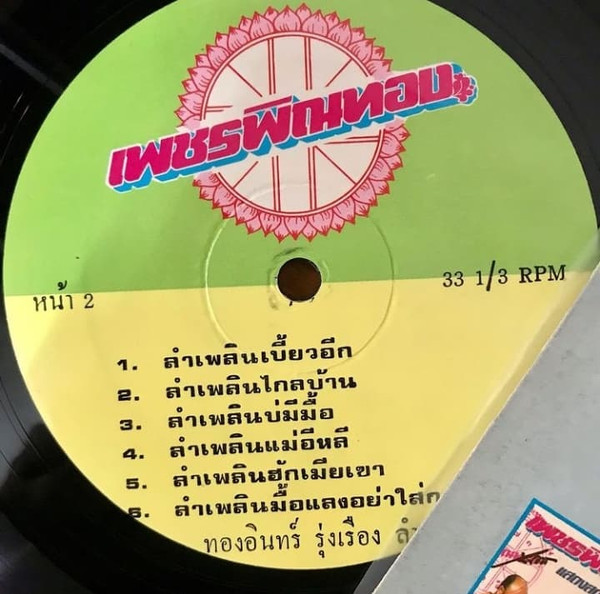 เพชรพิณทอง
หน้า 2
33 1/3 RPM
1. ลำเพลินเบี้ยวอีก
2. ลำเพลินไกลบ้าน
3. ลำเพลินบ่มีมื้อ
4. ลำเพลินแม่อีหลี
5. ลำเพลินฮักเมียเขา
6. ลำเพลินมื้อแลงอย่าใส่ก
ทองอินทร์ รุ่งเรือง
เพชรพิ